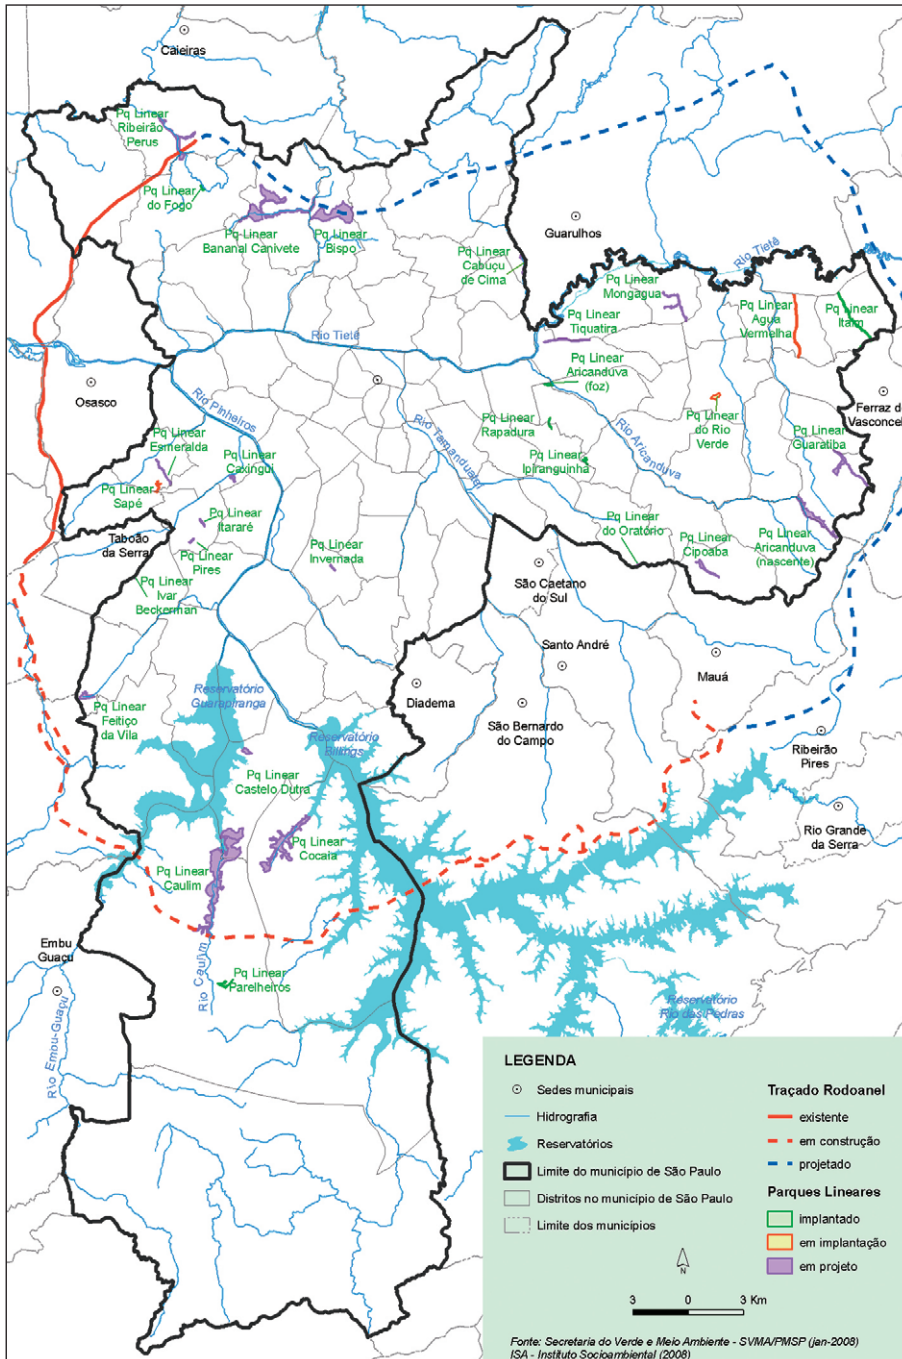 Caieiras
Pq Linear
Ribeirão
Perus
Pq Linear
do Fogo
Pq Linear
Bananal Canivete
Pq Linear
Bispo
Guarulhos
Pq Linear
Cabuçu
de Cima
Rio Tietê
Pq Linear
Mongagua
Pq Linear
Tiquatira
Pq Linear
Agua
Vermelha
Pq Linear
Itaim
Rio Tietê
Osasco
Pq Linear
Aricanduva
(foz)
Rio Pinheiros
Rio Tamanduateí
Pq Linear
Rapadura
Rio Aricanduva
Pq Linear
do Rio
Verde
Ferraz de
Vasconcel
Pq Linear
Guaratiba
Pq Linear
Esmeralda
Pq Linear
Caxingui
Pq Linear
Ipiranguinha
Pq Linear
Sapé
Pq Linear
Itararé
Taboão
da Serra
Pq Linear
Pires
Pq Linear
Invernada
Pq Linear
do Oratório
Pq Linear
Cipoaba
Pq Linear
Aricanduva
(nascente)
Pq Linear
Ivar
Beckerman
São Caetano
do Sul
Santo André
Mauá
Diadema
São Bernardo
do Campo
Reservatório
Guarapiranga
Pq Linear
Feitiço
da Vila
Reservatório
Billings
Ribeirão
Pires
Pq Linear
Castelo Dutra
Rio Grande
da Serra
Pq Linear
Cocaia
Pq Linear
Caulim
Embu
Guaçu
Rio Caulim
Pq Linear
Parelheiros
Rio Embu-Guaçu
Reservatório
Rio das Pedras
LEGENDA
Sedes municipais
Hidrografia
Reservatórios
Limite do município de São Paulo
Distritos no município de São Paulo
Limite dos municípios
Traçado Rodoanel
existente
em construção
projetado
Parques Lineares
implantado
em implantação
em projeto
N
3 0 3 Km
Fonte: Secretaria do Verde e Meio Ambiente - SVMA/PMSP (jan-2008)
ISA - Instituto Socioambiental (2008)